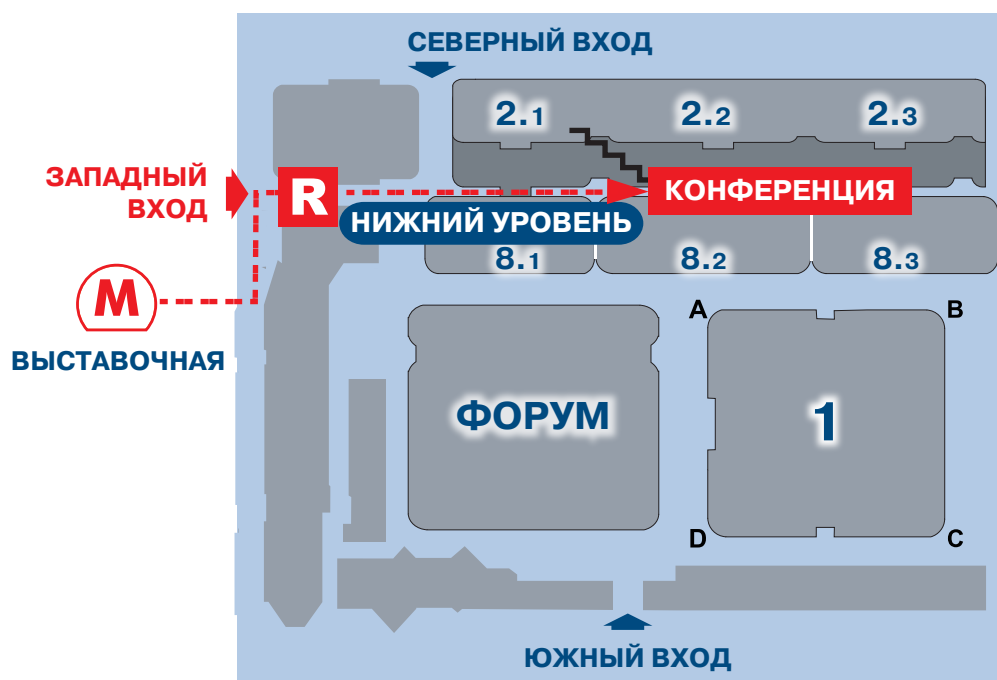 СЕВЕРНЫЙ ВХОД
2.1
2.2
2.3
ЗАПАДНЫЙ
ВХОД
R
КОНФЕРЕНЦИЯ
НИЖНИЙ УРОВЕНЬ
8.1
8.2
8.3
М
ВЫСТАВОЧНАЯ
A
B
ФОРУМ
1
D
C
ЮЖНЫЙ ВХОД